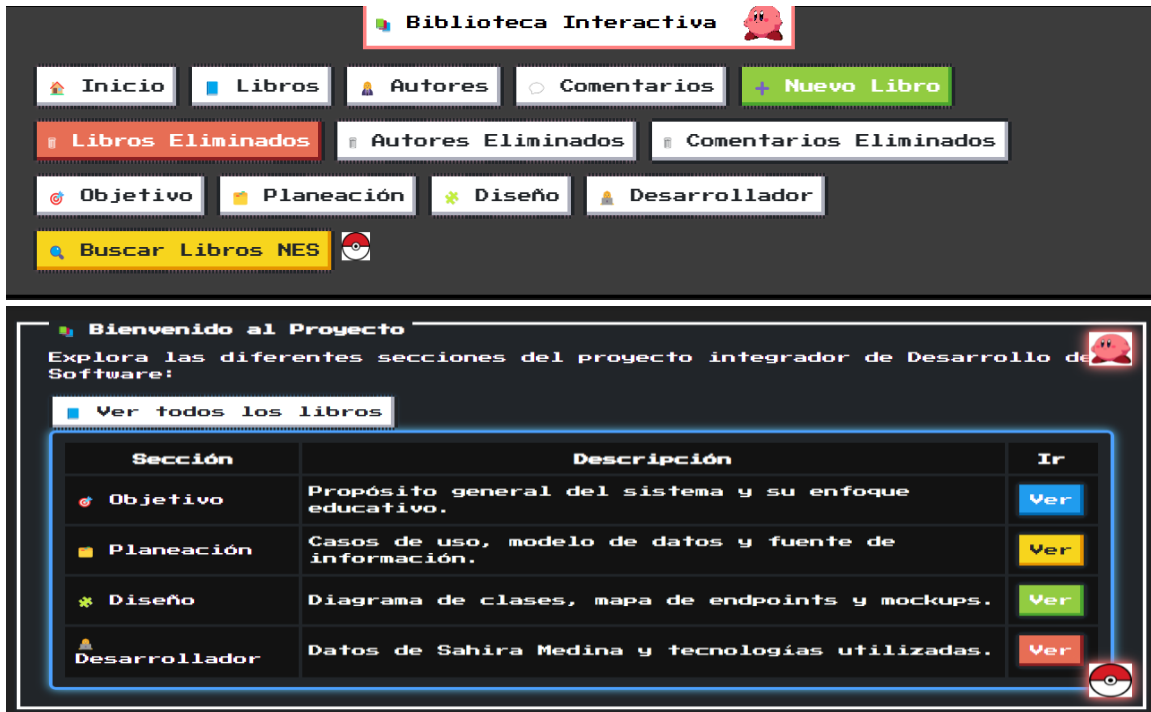 Biblioteca Interactiva
Inicio Libros Autores Comentarios + Nuevo Libro
Libros Eliminados Autores Eliminados Comentarios Eliminados
Objetivo Planeación Diseño Desarrollador
Buscar Libros NES
Bienvenido al Proyecto
Explora las diferentes secciones del proyecto integrador de Desarrollo de
Software:
Ver todos los libros
Sección Descripción Ir
Objetivo Propósito general del sistema y su enfoque
educativo. Ver
Planeación Casos de uso, modelo de datos y fuente de
información. Ver
Diseño Diagrama de clases, mapa de endpoints y mockups. Ver
Desarrollador Datos de Sahira Medina y tecnologías utilizadas. Ver